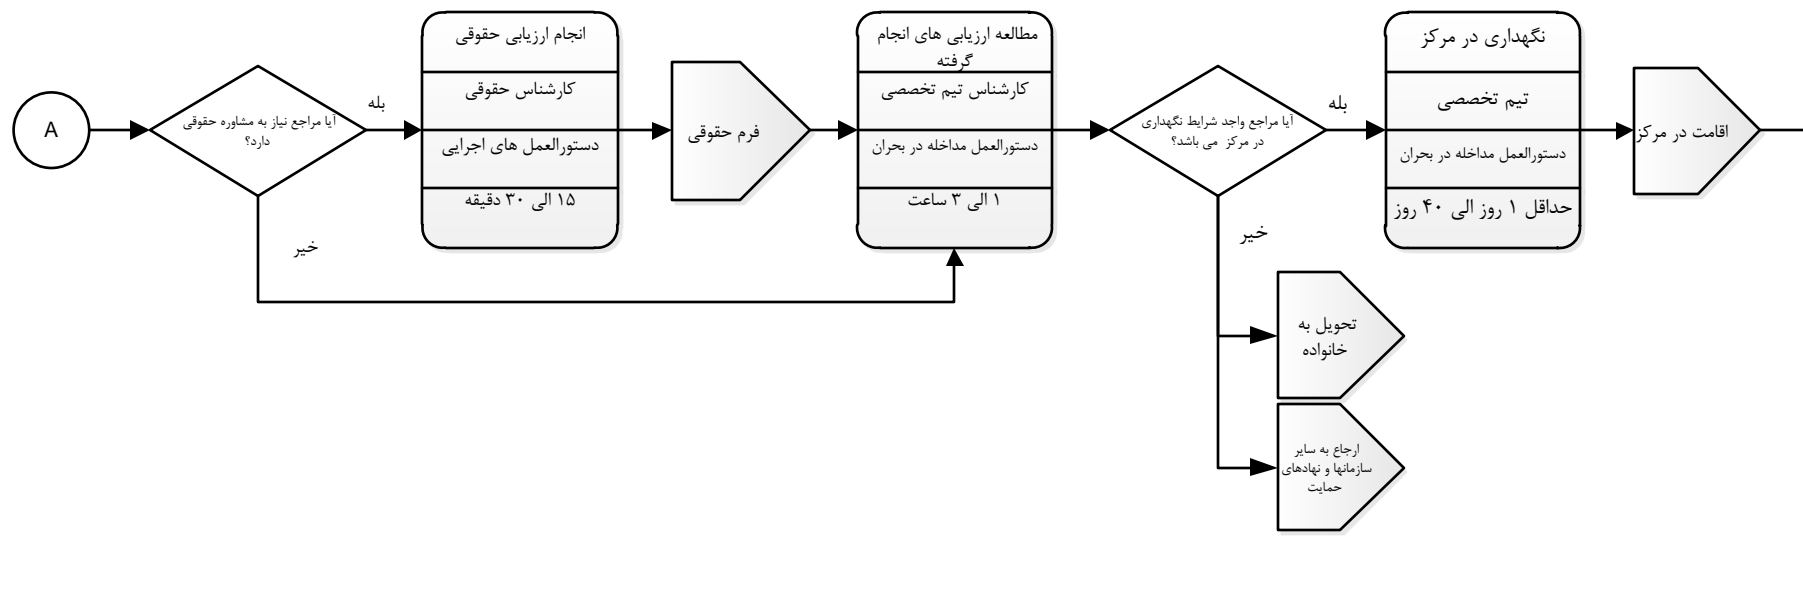 A
آیا مراجع نیاز به مشاوره حقوقی
دارد؟
بله
خیر
انجام ارزیابی حقوقی
کارشناس حقوقی
دستورالعمل های اجرایی
۱۵ الی ۳۰ دقیقه
فرم حقوقی
مطالعه ارزیابی های انجام
گرفته
کارشناس تیم تخصصی
دستورالعمل مداخله در بحران
۱ الی ۳ ساعت
آیا مراجع واجد شرایط نگهداری
در مرکز می باشد؟
بله
خیر
نگهداری در مرکز
تیم تخصصی
دستورالعمل مداخله در بحران
حداقل ۱ روز الی ۴۰ روز
اقامت در مرکز
تحویل به
خانواده
ارجاع به سایر
سازمانها و نهادهای
حمایت